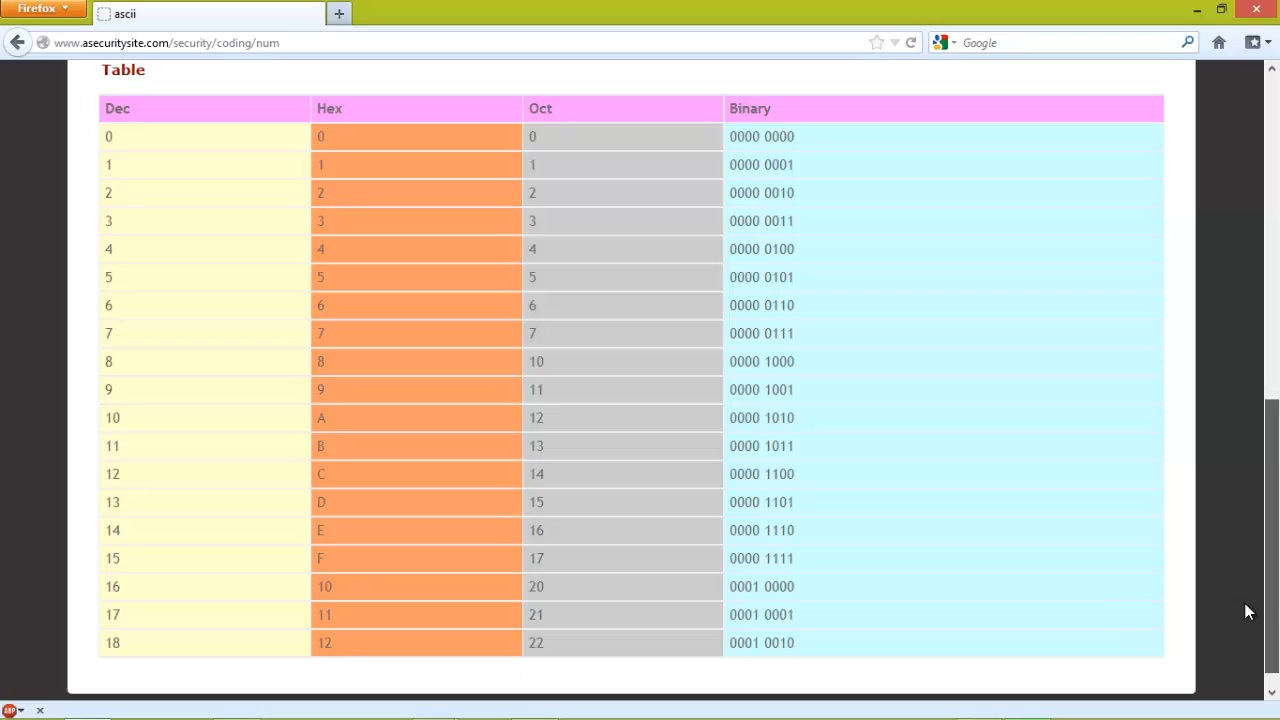 Firefox
ascii
www.asecuritysite.com/security/coding/num
Google
Table
Dec Hex Oct Binary
0 0 0 0000 0000
1 1 1 0000 0001
2 2 2 0000 0010
3 3 3 0000 0011
4 4 4 0000 0100
5 5 5 0000 0101
6 6 6 0000 0110
7 7 7 0000 0111
8 8 10 0000 1000
9 9 11 0000 1001
10 A 12 0000 1010
11 B 13 0000 1011
12 C 14 0000 1100
13 D 15 0000 1101
14 E 16 0000 1110
15 F 17 0000 1111
16 10 20 0001 0000
17 11 21 0001 0001
18 12 22 0001 0010
ABP